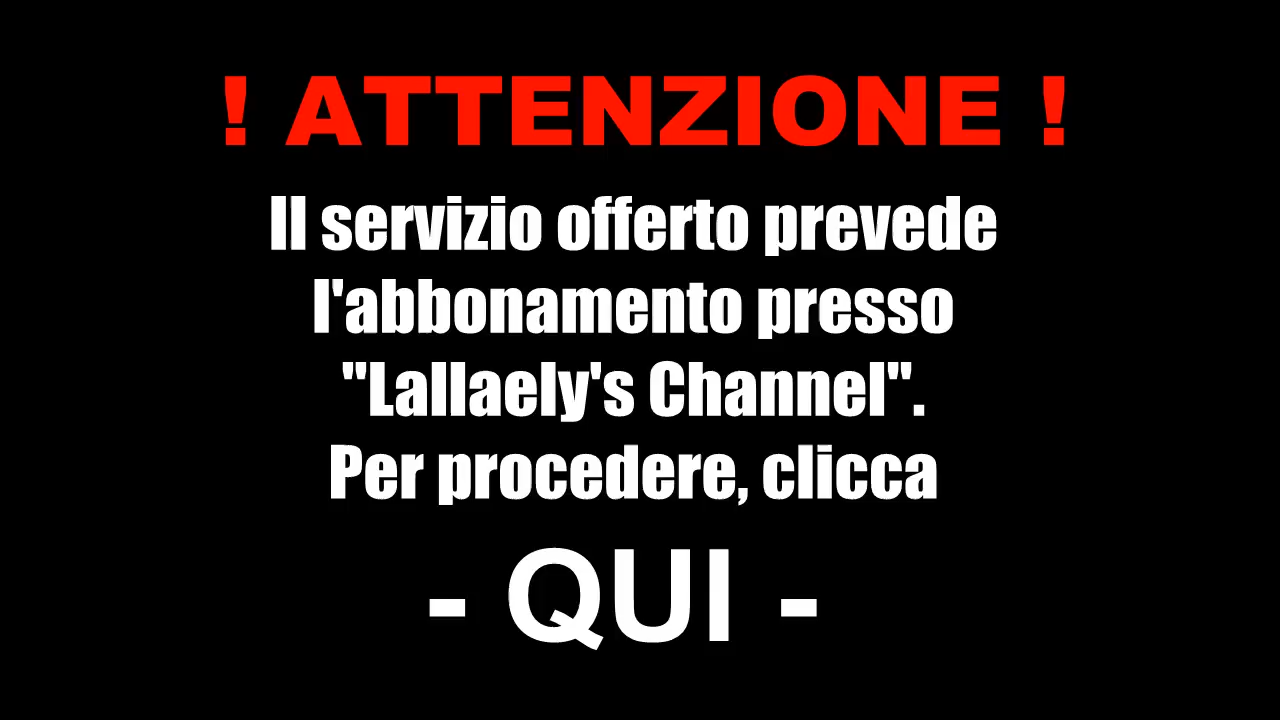 ! ATTENZIONE !
Il servizio offerto prevede
l'abbonamento presso
"Lallaely's Channel".
Per procedere, clicca
- QUI -